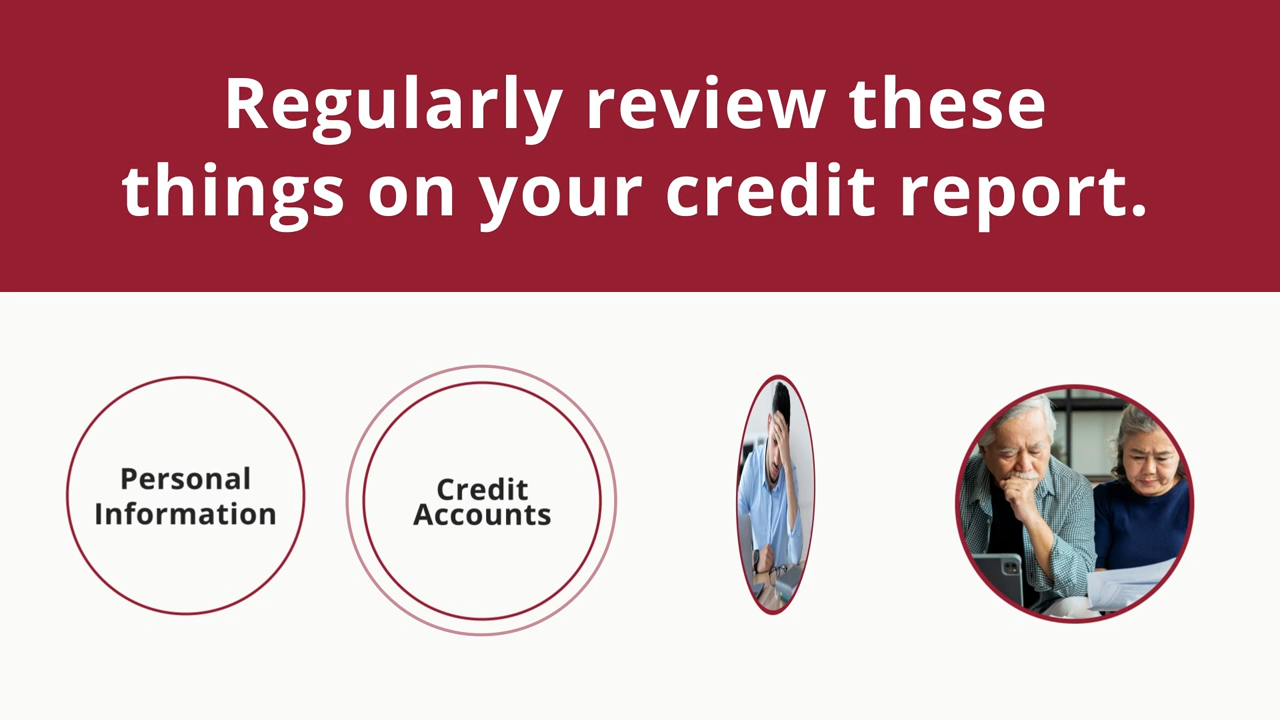 Regularly review these
things on your credit report.
Personal
Information
Credit
Accounts